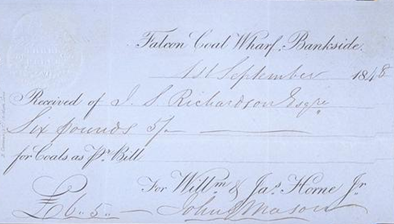 Falcon Coal Wharf, Bankside.
1st September 1848
Received of J. S. Richardson Esqre
Six pounds 5/-
for Coals as Pr. Bill
For Willm. & Jas. Horne Jr
£6.5.- John Mason